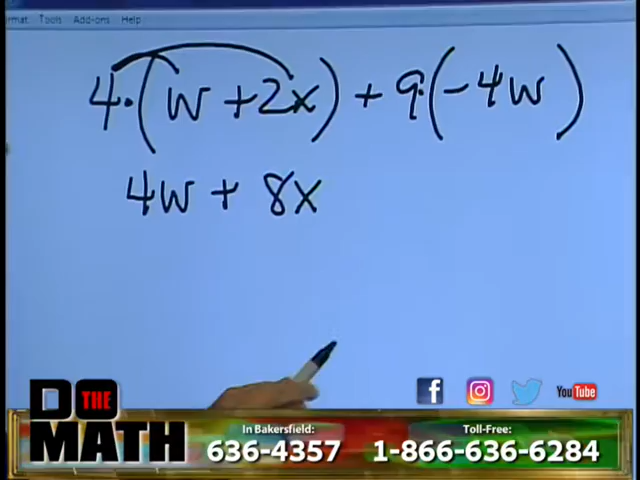 ormat Tools Add-ons Help
4·(w + 2x) + 9·(-4w)
4w + 8x
DO THE MATH
f YouTube
In Bakersfield: Toll-Free:
636-4357 1-866-636-6284